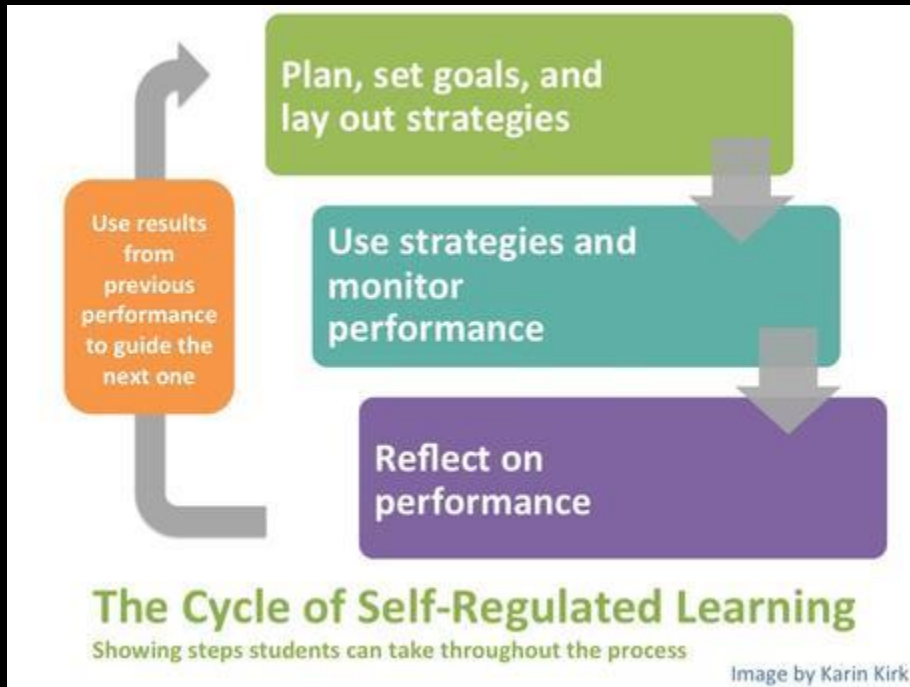 Plan, set goals, and
lay out strategies
Use strategies and
monitor
performance
Reflect on
performance
Use results
from
previous
performance
to guide the
next one
The Cycle of Self-Regulated Learning
Showing steps students can take throughout the process
Image by Karin Kirk